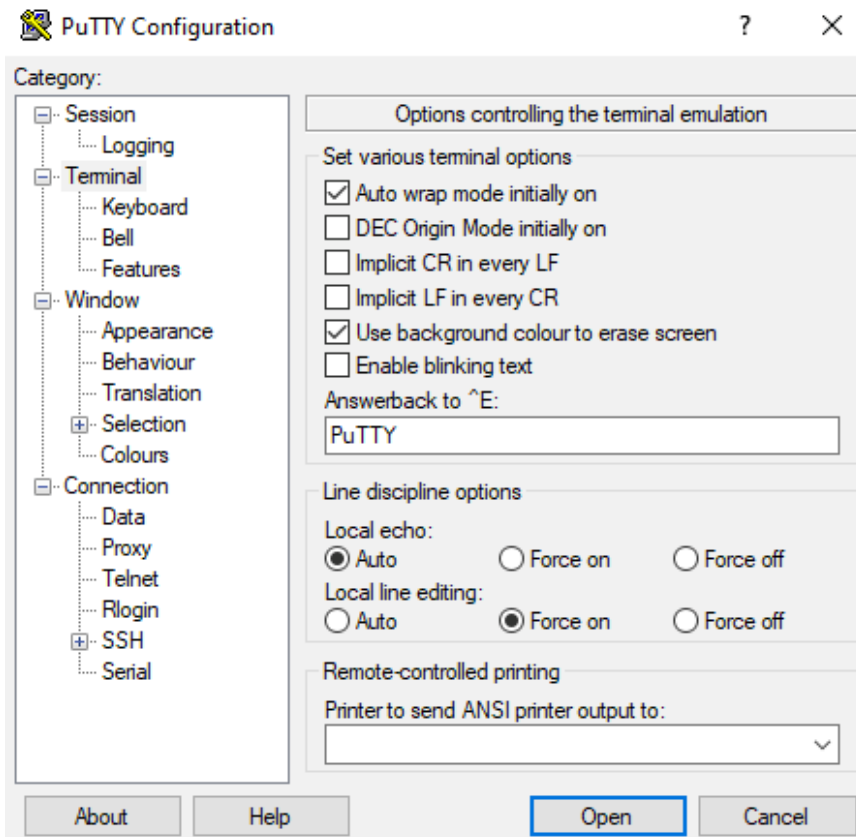 PuTTY Configuration
?
Category:
Session
Logging
Terminal
Keyboard
Bell
Features
Window
Appearance
Behaviour
Translation
Selection
Colours
Connection
Data
Proxy
Telnet
Rlogin
SSH
Serial
Options controlling the terminal emulation
Set various terminal options
Auto wrap mode initially on
DEC Origin Mode initially on
Implicit CR in every LF
Implicit LF in every CR
Use background colour to erase screen
Enable blinking text
Answerback to ^E:
PuTTY
Line discipline options
Local echo:
Auto Force on Force off
Local line editing:
Auto Force on Force off
Remote-controlled printing
Printer to send ANSI printer output to:
About Help Open Cancel